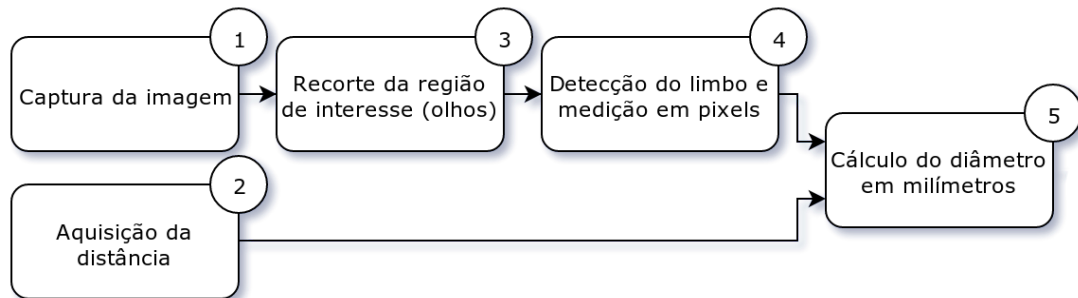 1
Captura da imagem
3
Recorte da região
de interesse (olhos)
4
Detecção do limbo e
medição em pixels
5
Cálculo do diâmetro
em milímetros
2
Aquisição da
distância